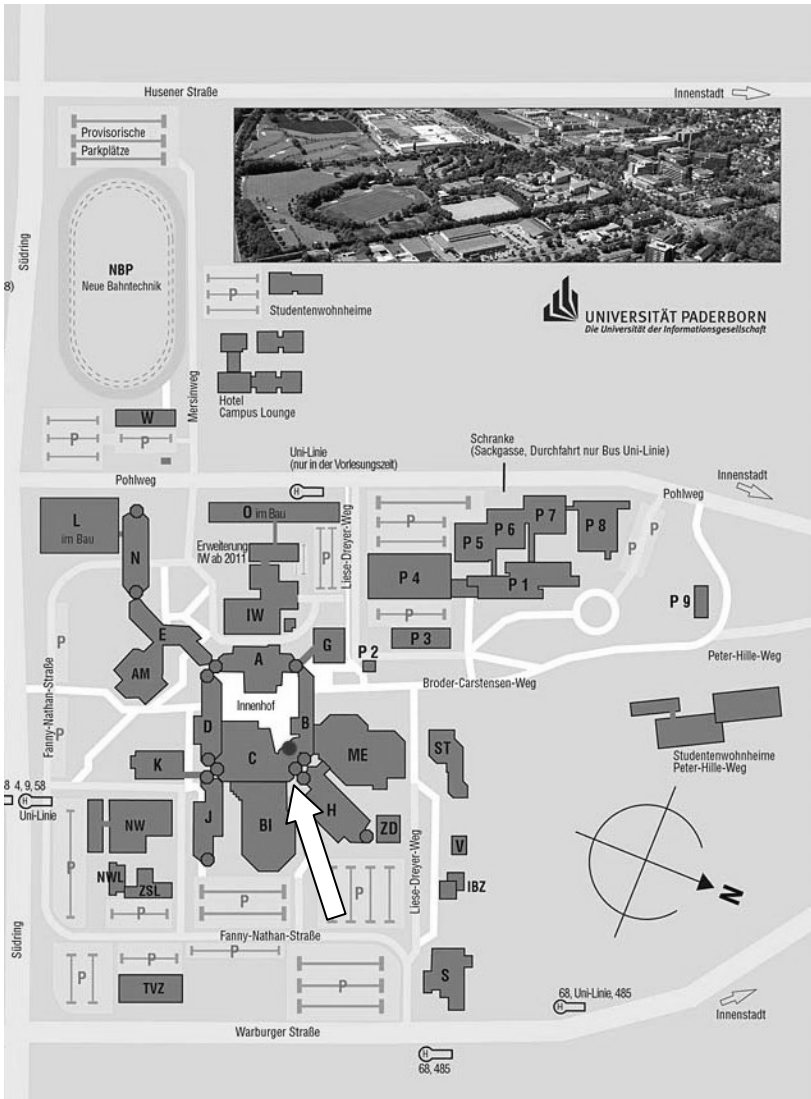 Husener Straße
Innenstadt
Provisorische
Parkplätze
Südring
NBP
Neue Bahntechnik
8)
P
Studentenwohnheime
UNIVERSITÄT PADERBORN
Die Universität der Informationsgesellschaft
Mersinweg
Hotel
Campus Lounge
W
P
P
Uni-Linie
(nur in der Vorlesungszeit)
H
Schranke
(Sackgasse, Durchfahrt nur Bus Uni-Linie)
Pohlweg
Innenstadt
Pohlweg
L
im Bau
N
O im Bau
Erweiterung
IW ab 2011
P
Liese-Dreyer-Weg
P
P 5
P 6
P 7
P 8
P
P
P 4
P 1
P 9
IW
P
P 3
E
A
G
P 2
P
AM
Peter-Hille-Weg
Broder-Carstensen-Weg
Fanny-Nathan-Straße
Innenhof
D
B
C
ME
ST
P
K
Studentenwohnheime
Peter-Hille-Weg
8
4, 9, 58
H
Uni-Linie
NW
J
BI
H
ZD
V
P
NWL
ZSL
IBZ
Liese-Dreyer-Weg
N
P
P
P
Südring
Fanny-Nathan-Straße
P
P
P
P
TVZ
S
68, Uni-Linie, 485
H
Innenstadt
Warburger Straße
H
68, 485